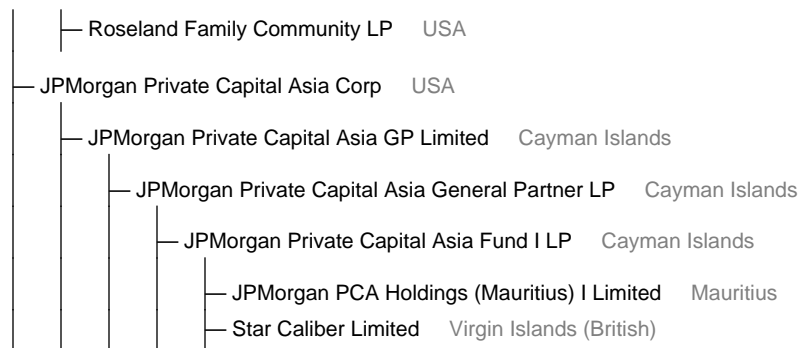 Roseland Family Community LP USA
JPMorgan Private Capital Asia Corp USA
JPMorgan Private Capital Asia GP Limited Cayman Islands
JPMorgan Private Capital Asia General Partner LP Cayman Islands
JPMorgan Private Capital Asia Fund I LP Cayman Islands
JPMorgan PCA Holdings (Mauritius) I Limited Mauritius
Star Caliber Limited Virgin Islands (British)